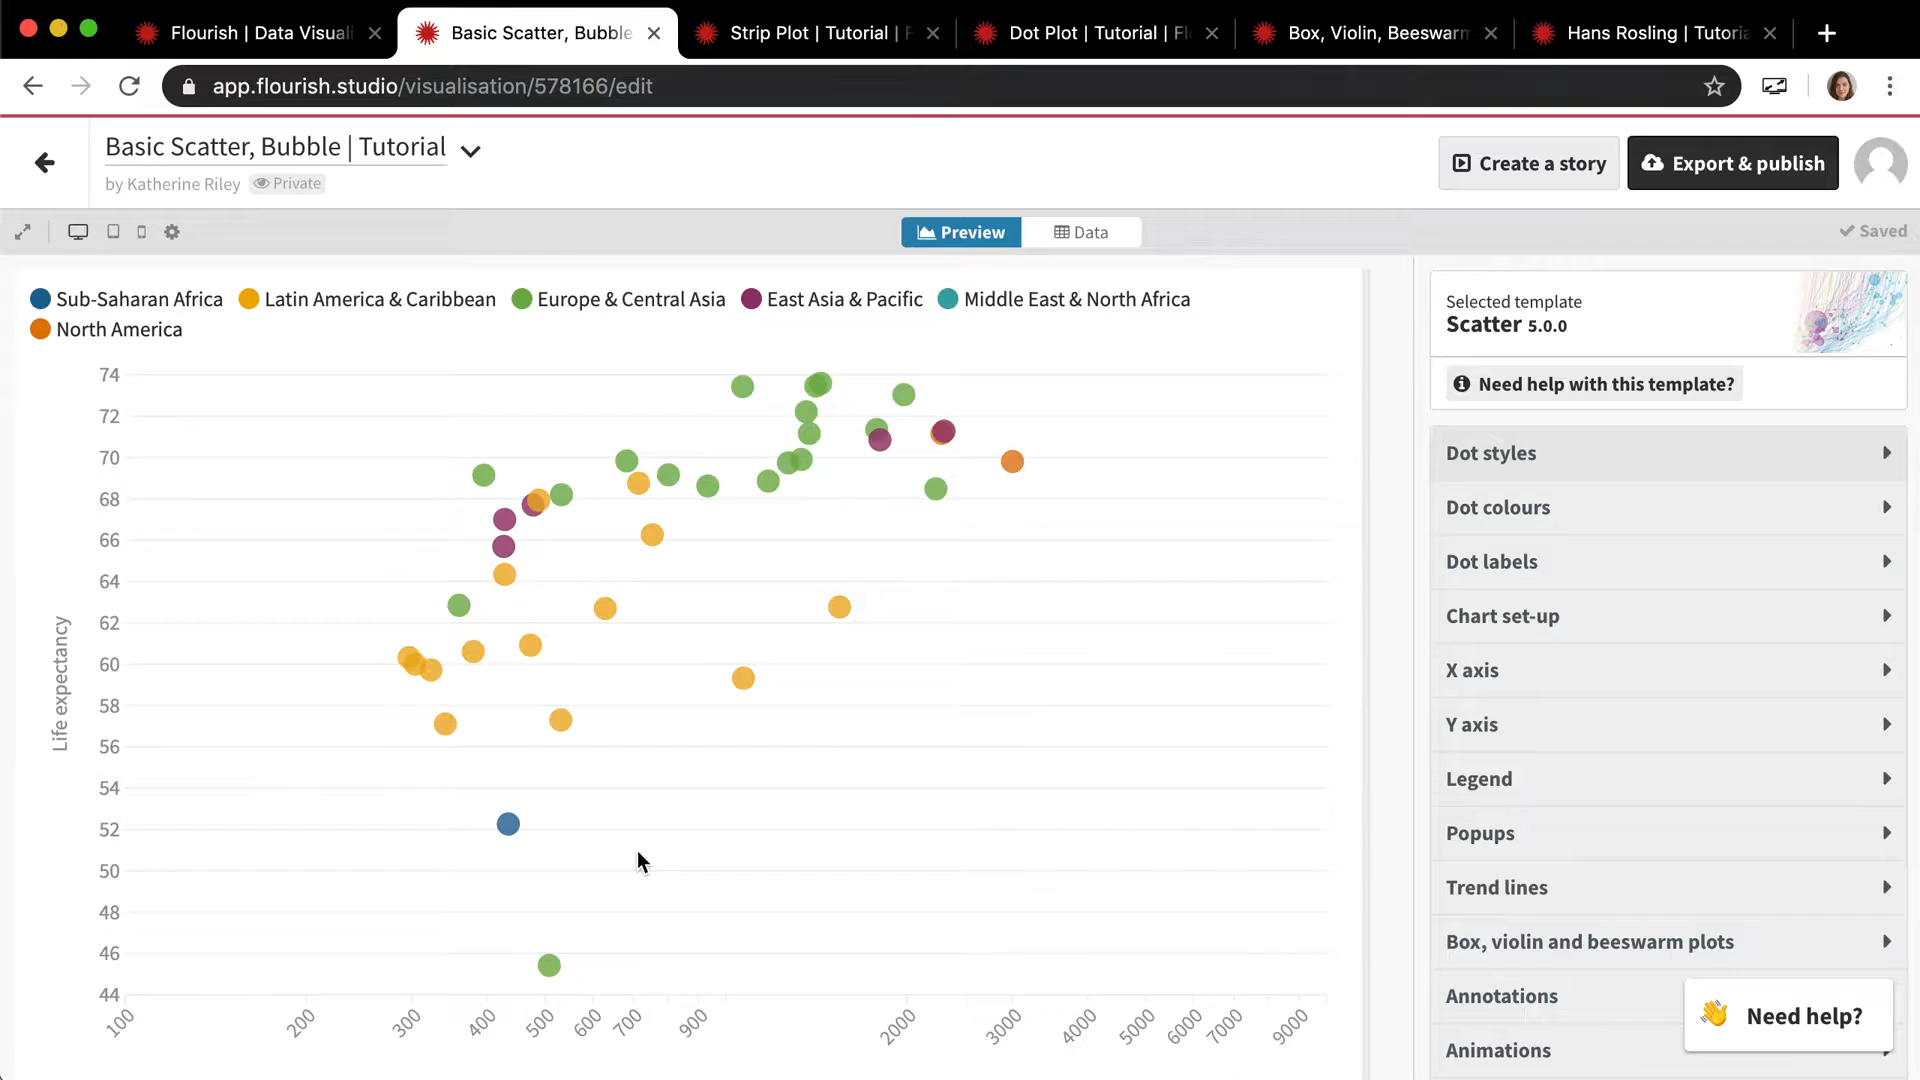 Flourish | Data Visuali
Basic Scatter, Bubble
Strip Plot | Tutorial |
Dot Plot | Tutorial |
Box, Violin, Beeswarm
Hans Rosling | Tutoria
app.flourish.studio/visualisation/578166/edit
Basic Scatter, Bubble | Tutorial
by Katherine Riley Private
Create a story
Export & publish
Preview
Data
Saved
Sub-Saharan Africa Latin America & Caribbean Europe & Central Asia East Asia & Pacific Middle East & North Africa
North America
74
72
70
68
66
64
62
60
58
56
54
52
50
48
46
44
Life expectancy
100 200 300 400 500 600 700 900 2000 3000 4000 5000 6000 7000 9000
Selected template
Scatter 5.0.0
Need help with this template?
Dot styles
Dot colours
Dot labels
Chart set-up
X axis
Y axis
Legend
Popups
Trend lines
Box, violin and beeswarm plots
Annotations
Animations
Need help?